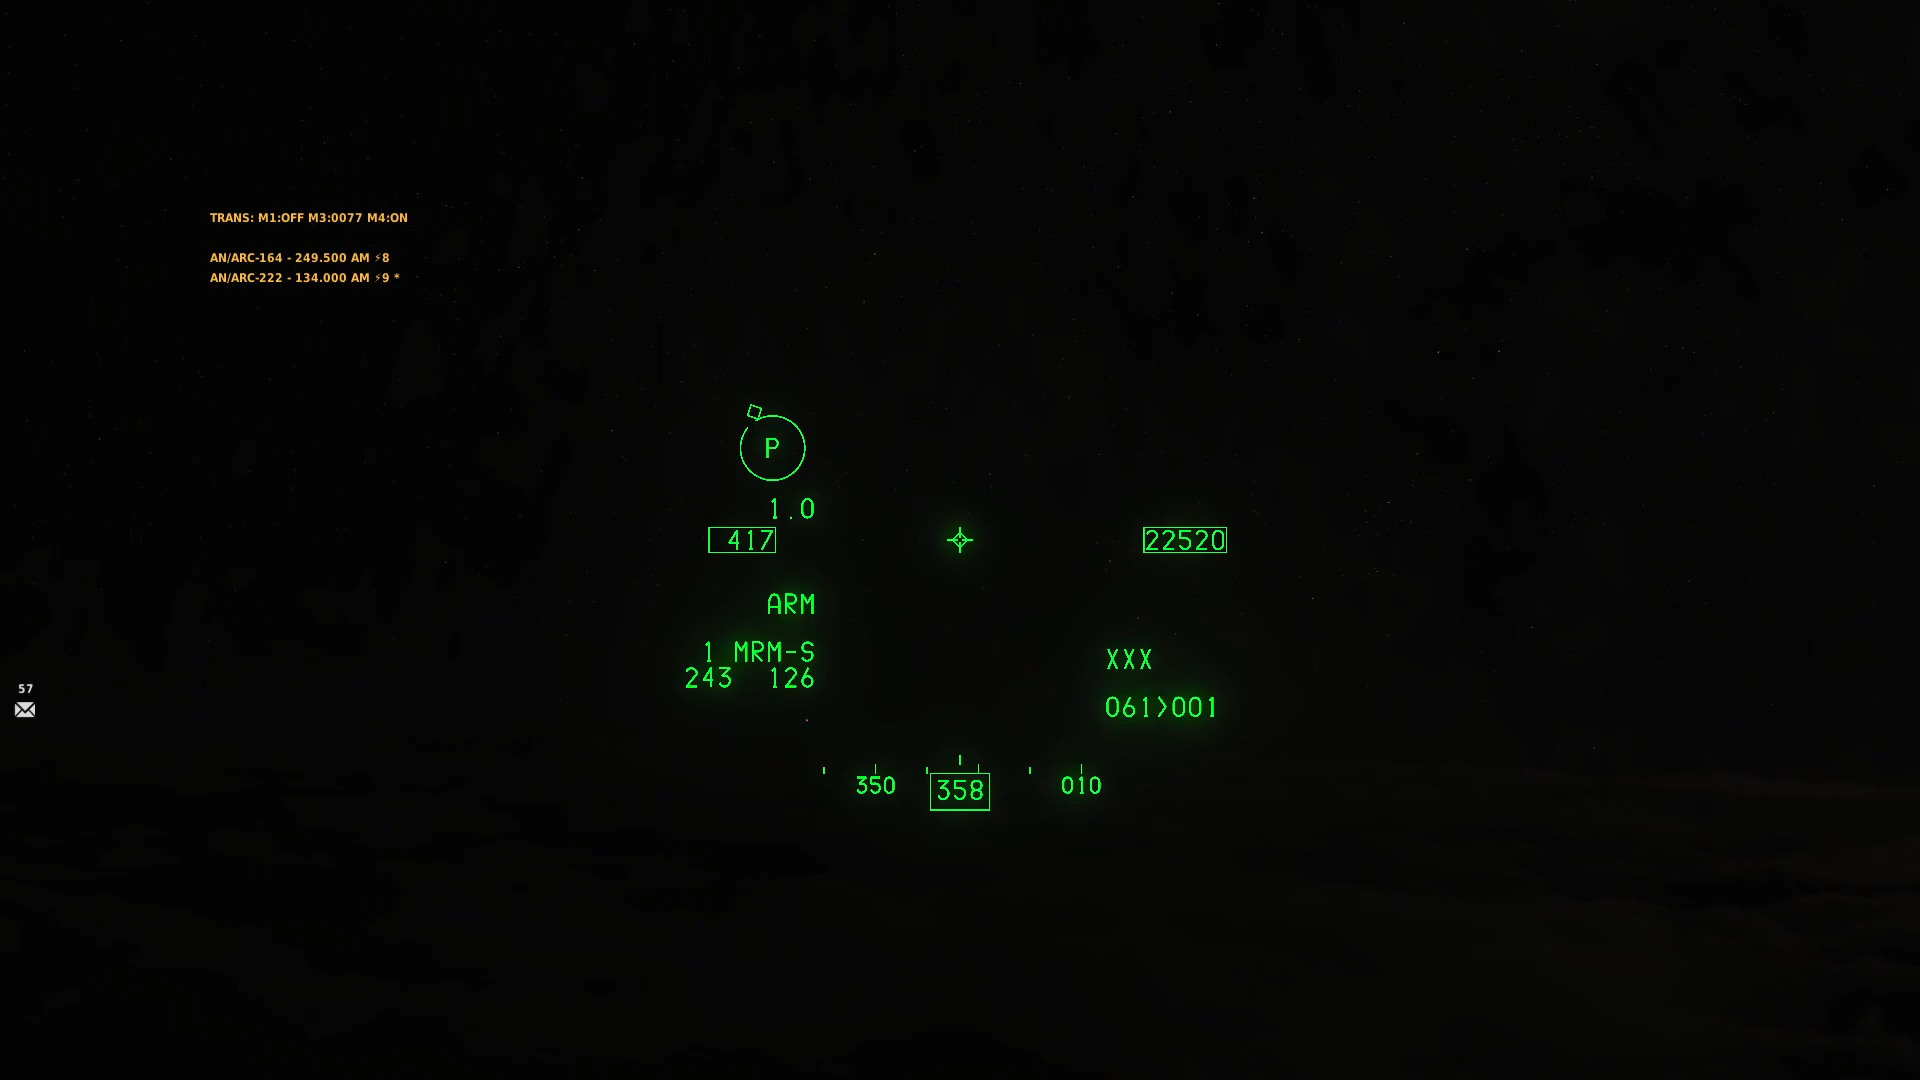 TRANS: M1:OFF M3:0077 M4:ON
AN/ARC-164 - 249.500 AM ⚡8
AN/ARC-222 - 134.000 AM ⚡9 *
P
1.0
417
22520
ARM
1 MRM-S
243 126
XXX
061>001
57
350 358 010